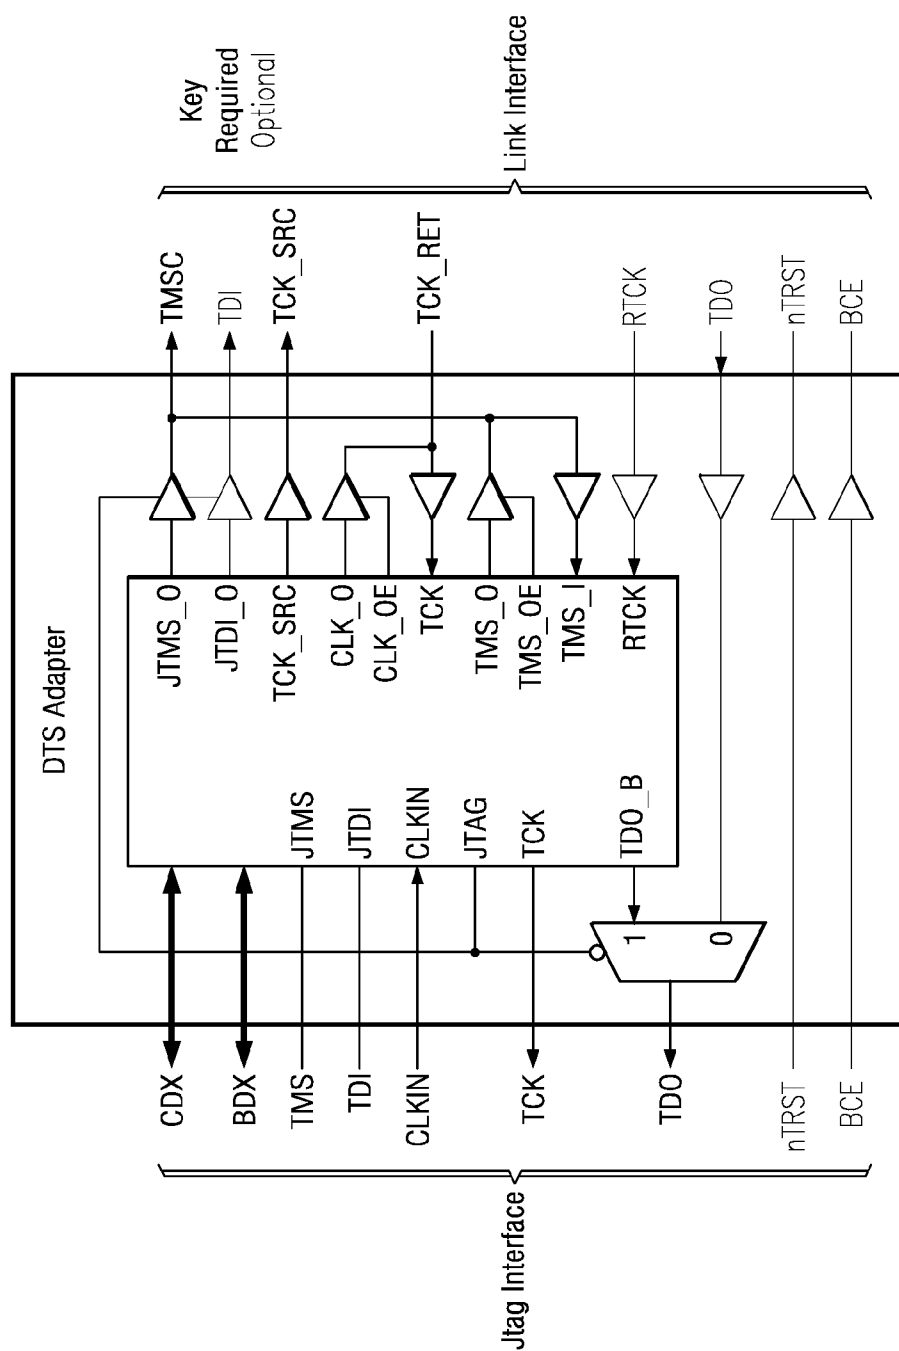 Key
Required
Optional
Jtag Interface
Link Interface
DTS Adapter
CDX
BDX
TMS
TDI
CLKIN
TCK
TDO
nTRST
BCE
JTMS
JTDI
CLKIN
JTAG
TCK
TDO_B
1
0
JTMS_O
JTDI_O
TCK_SRC
CLK_O
CLK_OE
TCK
TMS_O
TMS_OE
TMS_I
RTCK
TMSC
TDI
TCK_SRC
TCK_RET
RTCK
TDO
nTRST
BCE